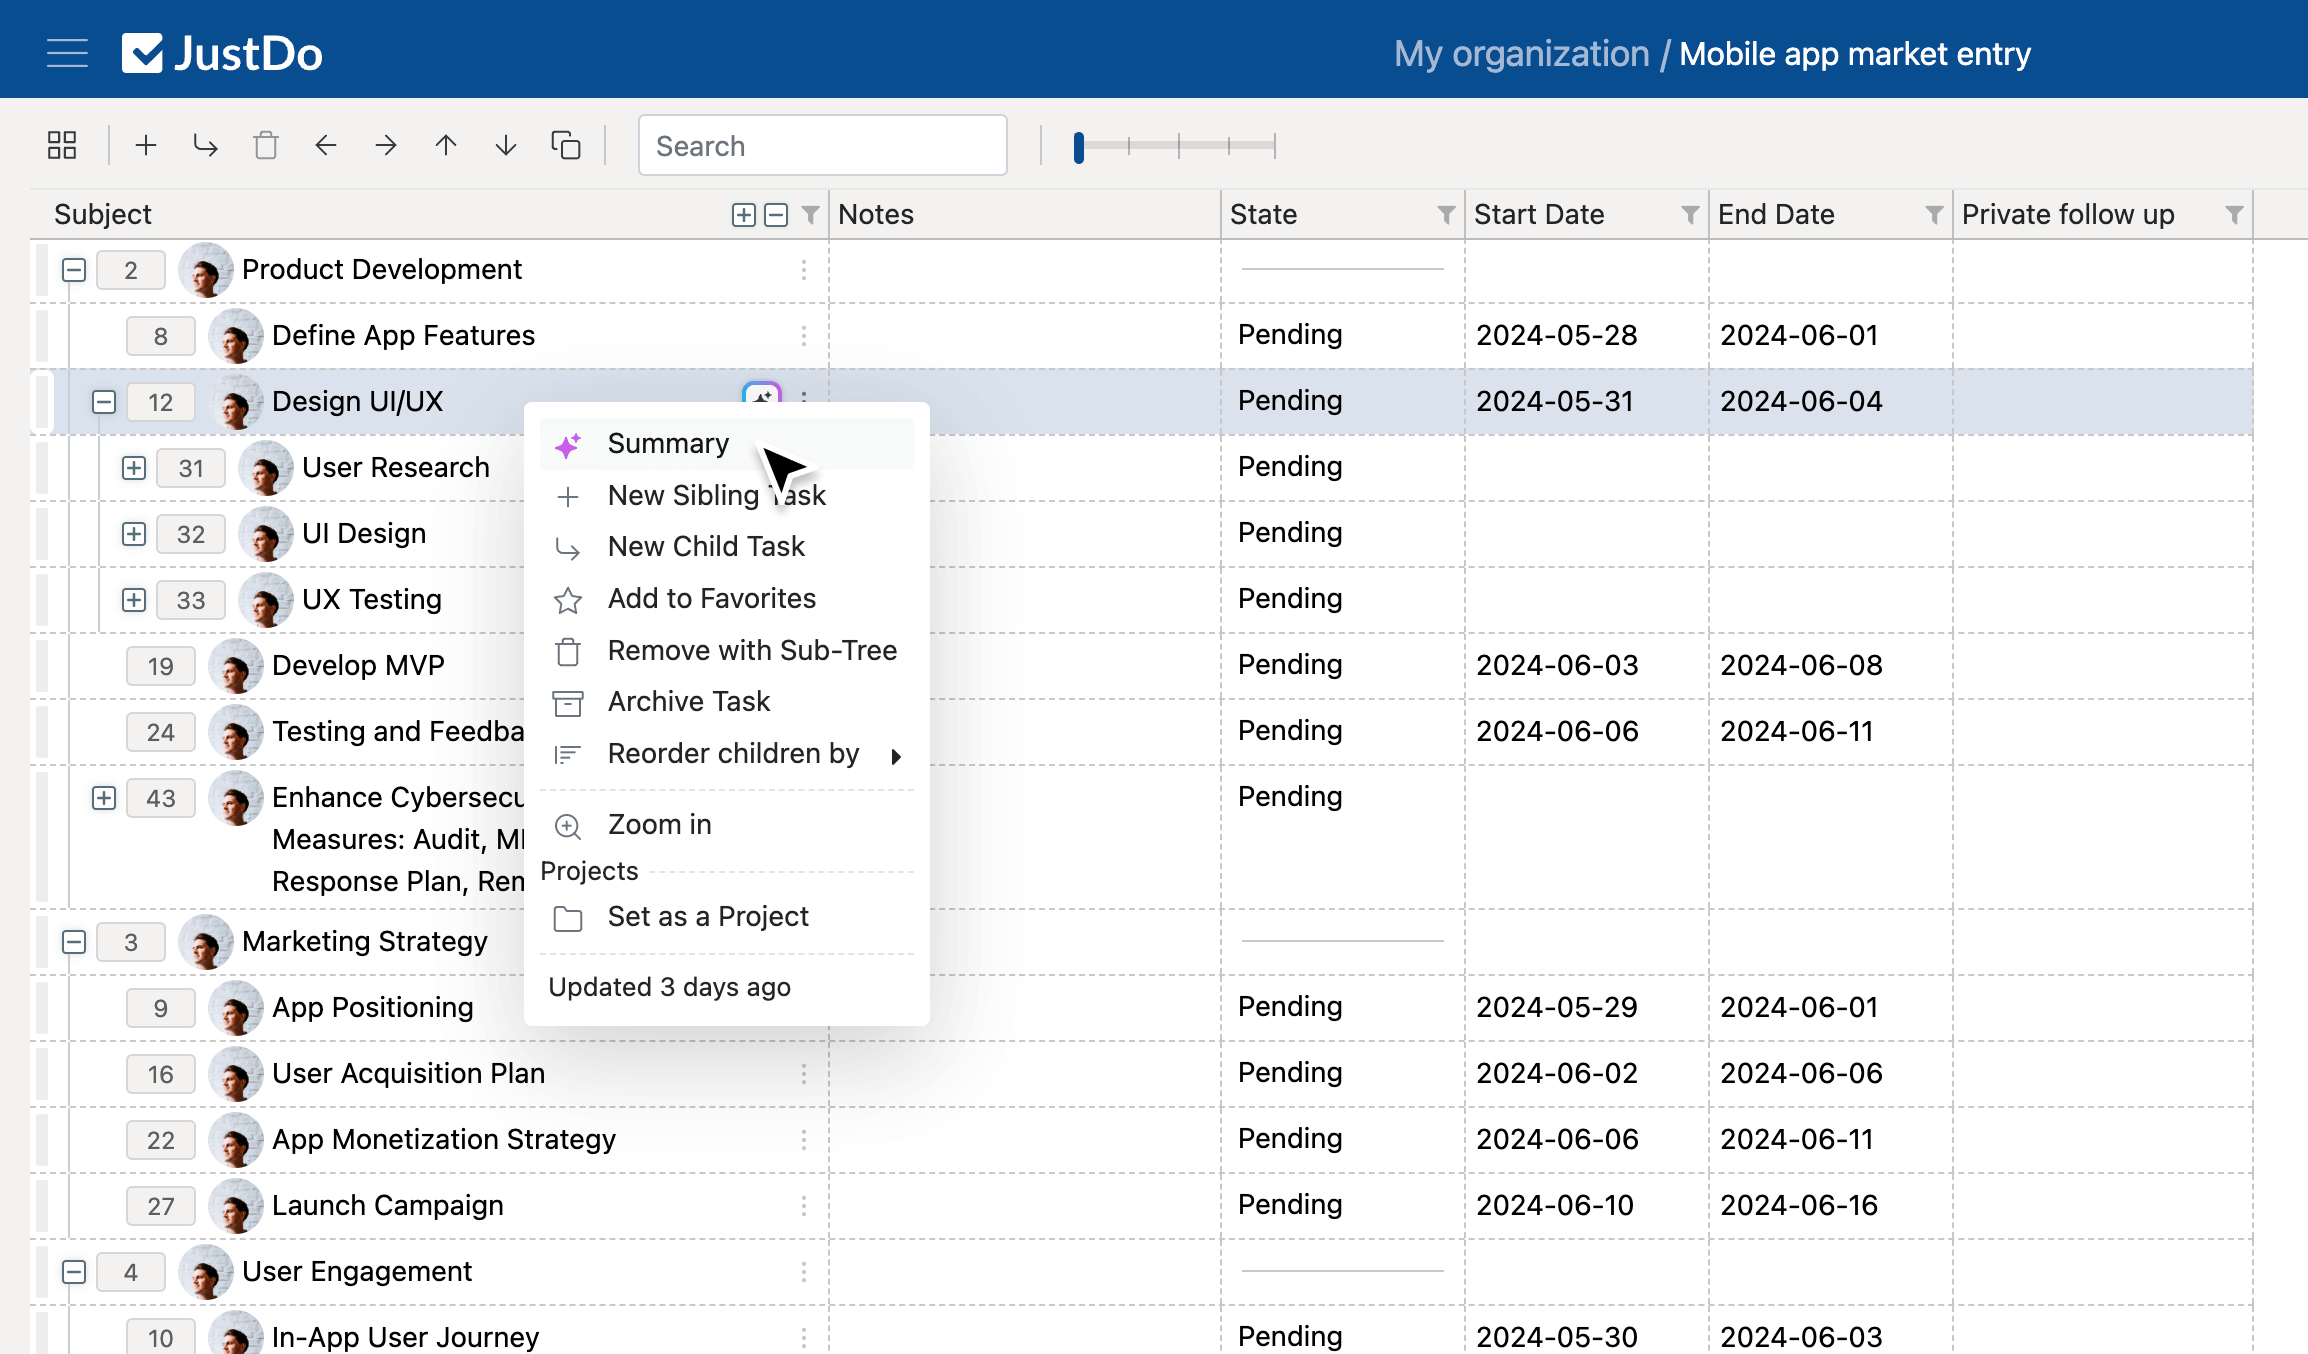 JustDo
My organization / Mobile app market entry
Search
Subject Notes State Start Date End Date Private follow up
2 Product Development
8 Define App Features Pending 2024-05-28 2024-06-01
12 Design UI/UX Pending 2024-05-31 2024-06-04
31 User Research Pending
32 UI Design Pending
33 UX Testing Pending
19 Develop MVP Pending 2024-06-03 2024-06-08
24 Testing and Feedba Pending 2024-06-06 2024-06-11
43 Enhance Cybersecu Pending
Measures: Audit, M
Response Plan, Rem
Summary
New Sibling Task
New Child Task
Add to Favorites
Remove with Sub-Tree
Archive Task
Reorder children by
Zoom in
Projects
Set as a Project
Updated 3 days ago
3 Marketing Strategy
9 App Positioning Pending 2024-05-29 2024-06-01
16 User Acquisition Plan Pending 2024-06-02 2024-06-06
22 App Monetization Strategy Pending 2024-06-06 2024-06-11
27 Launch Campaign Pending 2024-06-10 2024-06-16
4 User Engagement
10 In-App User Journey Pending 2024-05-30 2024-06-03